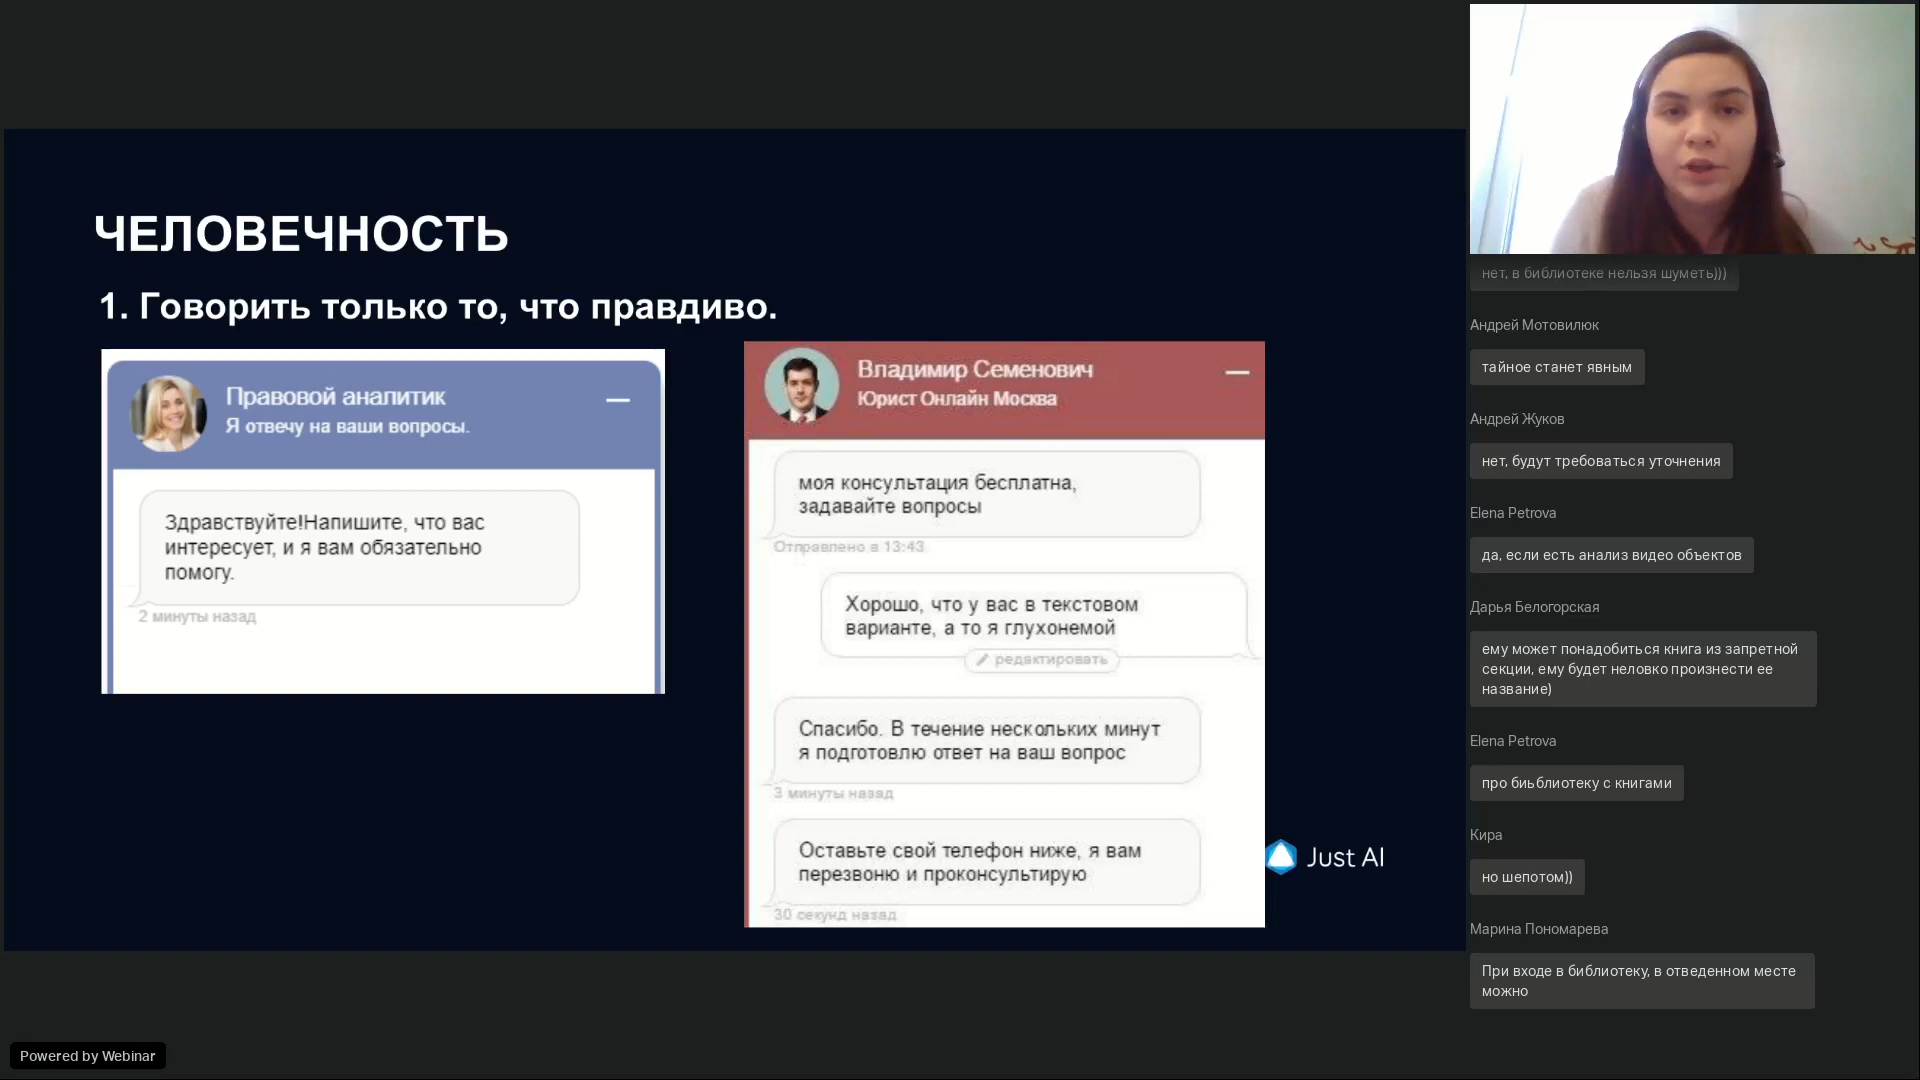 ЧЕЛОВЕЧНОСТЬ
1. Говорить только то, что правдиво.
Правовой аналитик
Я отвечу на ваши вопросы.
Здравствуйте!Напишите, что вас
интересует, и я вам обязательно
помогу.
2 минуты назад
Владимир Семенович
Юрист Онлайн Москва
моя консультация бесплатна,
задавайте вопросы
Отправлено в 13:43
Хорошо, что у вас в текстовом
варианте, а то я глухонемой
редактировать
Спасибо. В течение нескольких минут
я подготовлю ответ на ваш вопрос
3 минуты назад
Оставьте свой телефон ниже, я вам
перезвоню и проконсультирую
30 секунд назад
Just AI
нет, в библиотеке нельзя шуметь)))
Андрей Мотовилюк
тайное станет явным
Андрей Жуков
нет, будут требоваться уточнения
Elena Petrova
да, если есть анализ видео объектов
Дарья Белогорская
ему может понадобиться книга из запретной
секции, ему будет неловко произнести ее
название)
Elena Petrova
про биьблиотеку с книгами
Кира
но шепотом))
Марина Пономарева
При входе в библиотеку, в отведенном месте
можно
Powered by Webinar